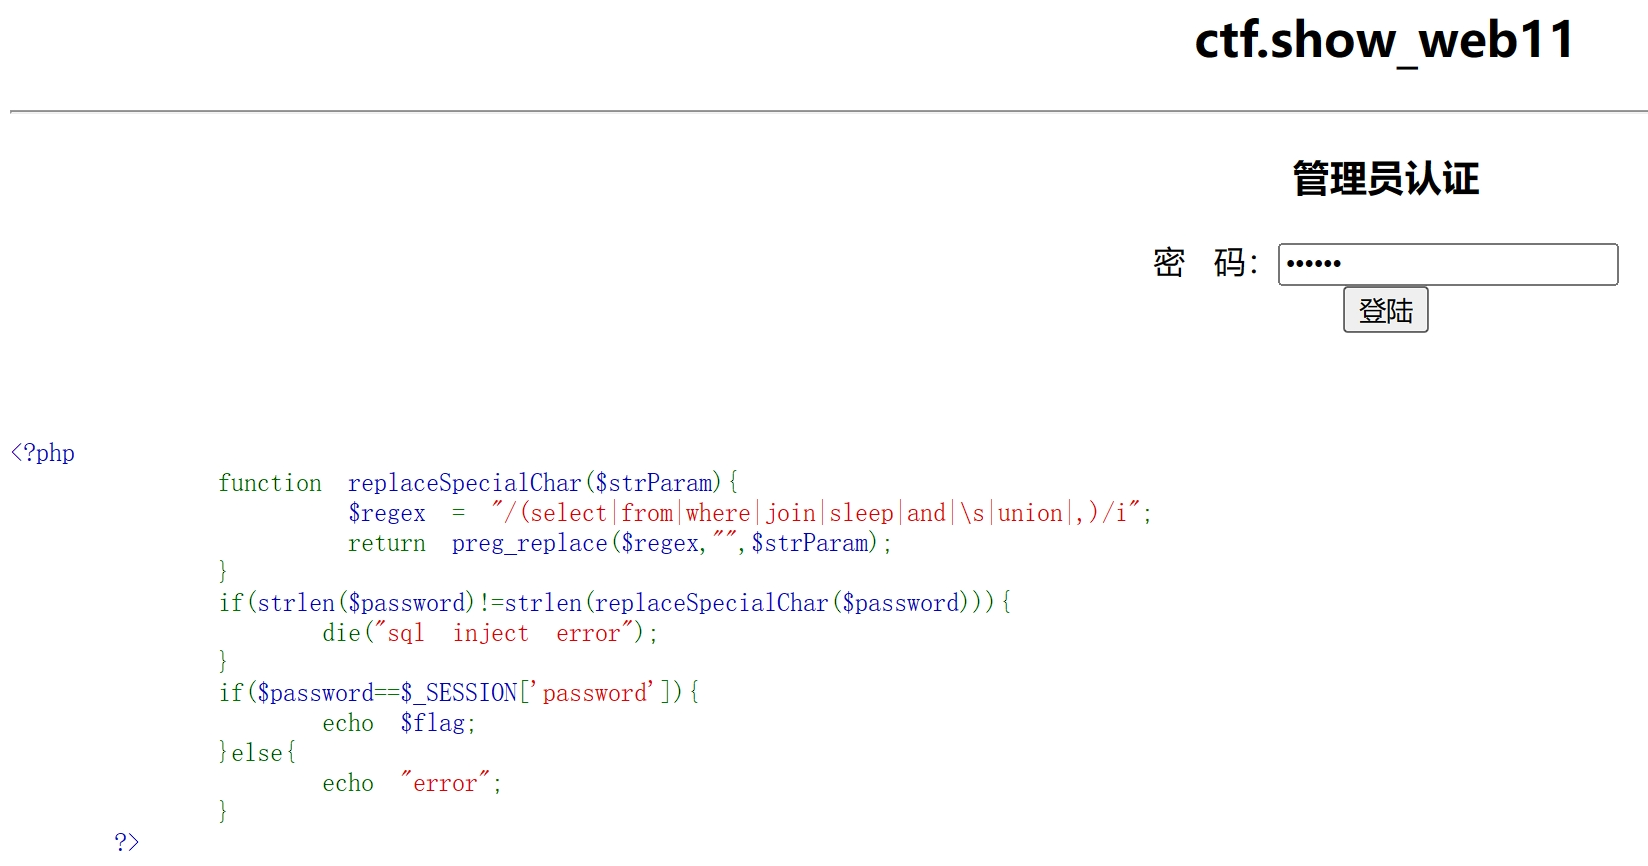 ctf.show_web11
管理员认证
密 码：
登陆
<?php
function replaceSpecialChar($strParam){
$regex = "/(select|from|where|join|sleep|and|\s|union|,)/i";
return preg_replace($regex,"",$strParam);
}
if(strlen($password)!=strlen(replaceSpecialChar($password))){
die("sql inject error");
}
if($password==$_SESSION['password']){
echo $flag;
}else{
echo "error";
}
?>